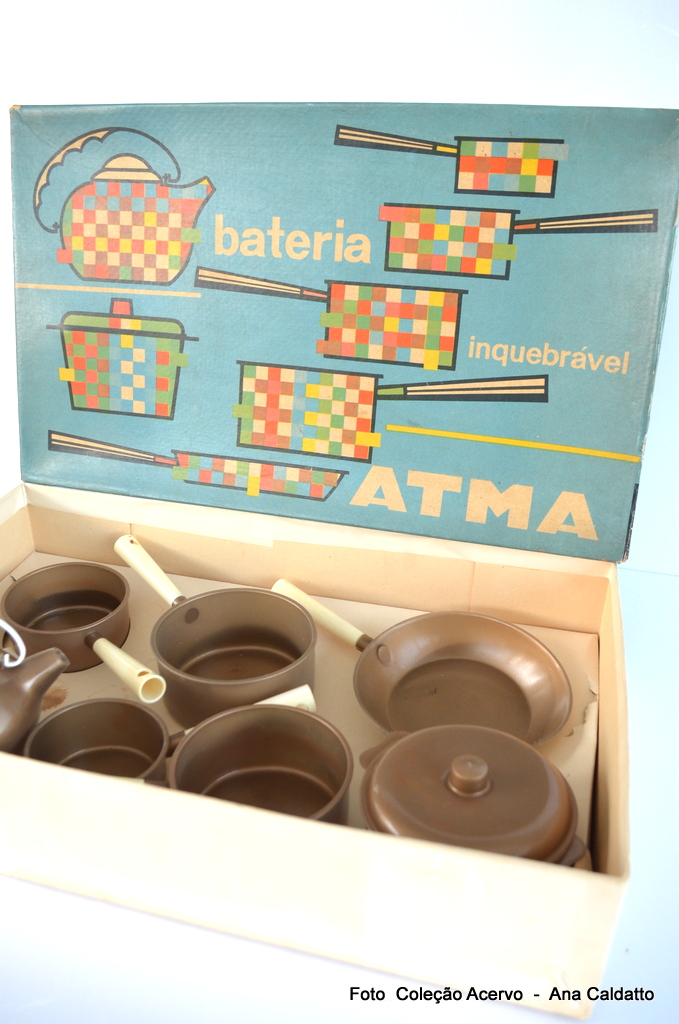 bateria
inquebrável
ATMA
Foto Coleção Acervo - Ana Caldatto